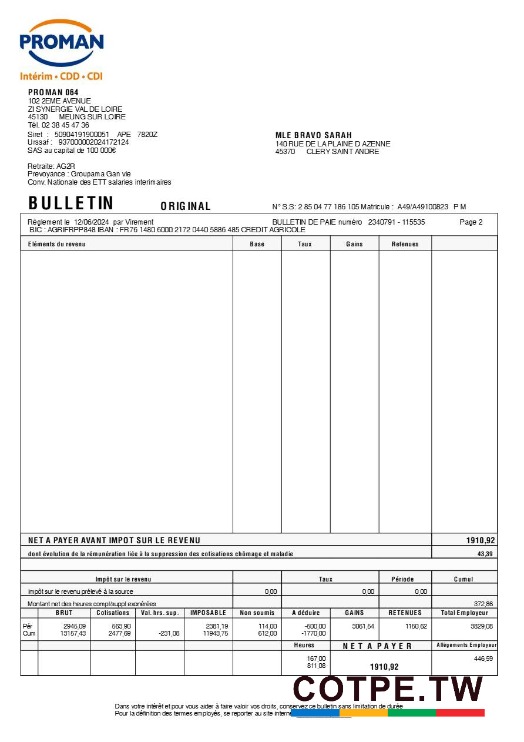 PROMAN
Intérim • CDD • CDI
PROMAN 064
102 2EME AVENUE
ZI SYNERGIE VAL DE LOIRE
45130 MEUNG SUR LOIRE
Tél. 02 38 45 47 36
Siret : 50904191900051 APE 7820Z
Urssaf : 937000002024172124
SAS au capital de 100 000€
Retraite: AG2R
Prevoyance : Groupama Gan vie
Conv. Nationale des ETT salariés interimaires
MLE BRAVO SARAH
140 RUE DE LA PLAINE D AZENNE
45370 CLERY SAINT ANDRE
BULLETIN ORIGINAL
N° S.S: 2 85 04 77 186 105 Matricule : A49/A49100823 P M
Réglement le 12/06/2024 par Virement BULLETIN DE PAIE numéro 2340791 - 115535 Page 2
BIC : AGRIFRPP848 IBAN : FR76 1480 6000 2172 0440 5886 485 CREDIT AGRICOLE
Eléments du revenu Base Taux Gains Retenues
NET A PAYER AVANT IMPOT SUR LE REVENU 1910,92
dont évolution de la rémunération liée à la suppression des cotisations chômage et maladie 43,39
Impôt sur le revenu Taux Période Cumul
Impôt sur le revenu prélevé à la source 0,00 0,00 0,00
Montant net des heures compl/suppl exonérées 372,86
BRUT Cotisations Val. hrs. sup. IMPOSABLE Non soumis A déduire GAINS RETENUES Total Employeur
Pér 2945,09 2361,19 114,00 -600,00 3061,54 1150,62
Cum 13157,43 2477,69 -231,06 11943,75 612,00 -1770,00
Heures NET A PAYER Allègements Employeur
167,00 446,59
811,08 1910,92
COTPE.TW
Dans votre intérêt et pour vous aider à faire valoir vos droits, conservez ce bulletin sans limitation de durée
Pour la définition des termes employés, se reporter au site intern